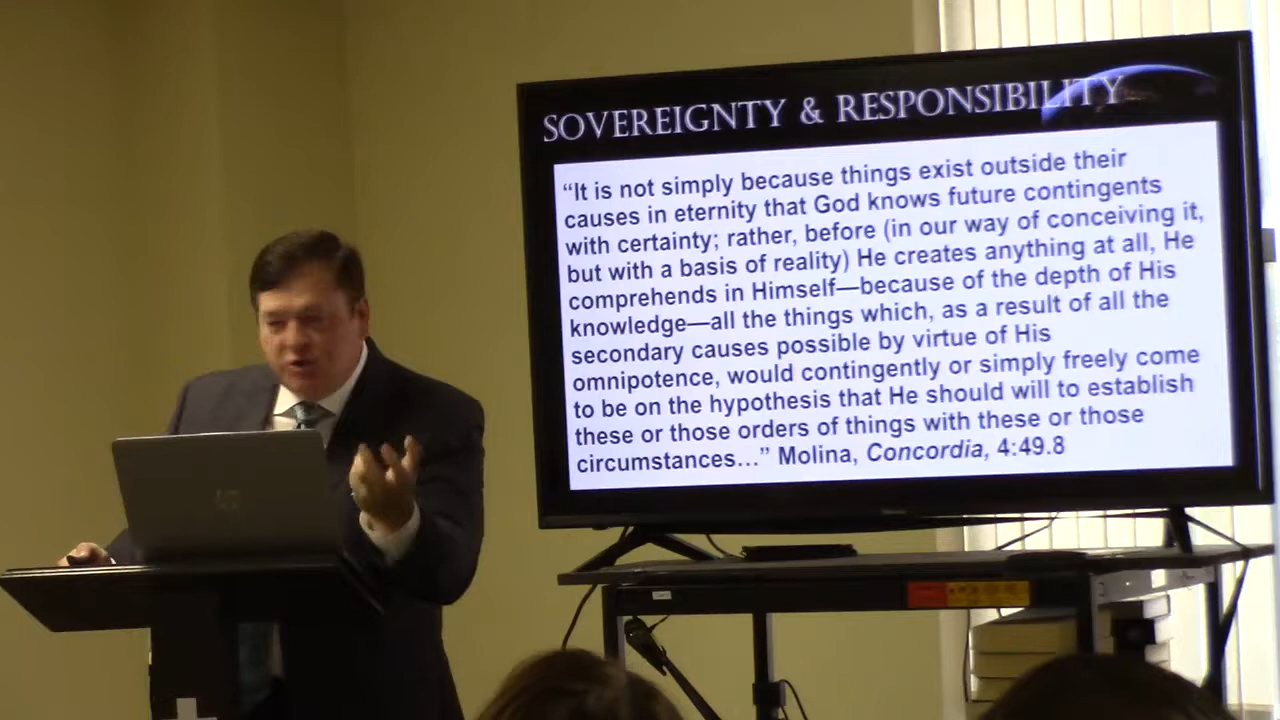 SOVEREIGNTY & RESPONSIBILITY
“It is not simply because things exist outside their
causes in eternity that God knows future contingents
with certainty; rather, before (in our way of conceiving it,
but with a basis of reality) He creates anything at all, He
comprehends in Himself—because of the depth of His
knowledge—all the things which, as a result of all the
secondary causes possible by virtue of His
omnipotence, would contingently or simply freely come
to be on the hypothesis that He should will to establish
these or those orders of things with these or those
circumstances…” Molina, Concordia, 4:49.8
hp